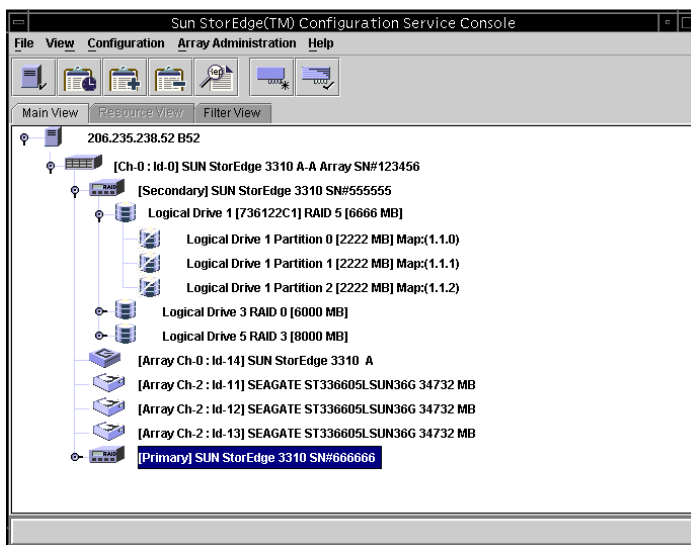 Sun StorEdge(TM) Configuration Service Console
File View Configuration Array Administration Help
Main View Resource View Filter View
206.235.238.52 B52
[Ch-0 : Id-0] SUN StorEdge 3310 A-A Array SN#123456
[Secondary] SUN StorEdge 3310 SN#555555
Logical Drive 1 [736122C1] RAID 5 [6666 MB]
Logical Drive 1 Partition 0 [2222 MB] Map:(1.1.0)
Logical Drive 1 Partition 1 [2222 MB] Map:(1.1.1)
Logical Drive 1 Partition 2 [2222 MB] Map:(1.1.2)
Logical Drive 3 RAID 0 [6000 MB]
Logical Drive 5 RAID 3 [8000 MB]
[Array Ch-0 : Id-14] SUN StorEdge 3310 A
[Array Ch-2 : Id-11] SEAGATE ST336605LSUN36G 34732 MB
[Array Ch-2 : Id-12] SEAGATE ST336605LSUN36G 34732 MB
[Array Ch-2 : Id-13] SEAGATE ST336605LSUN36G 34732 MB
[Primary] SUN StorEdge 3310 SN#666666